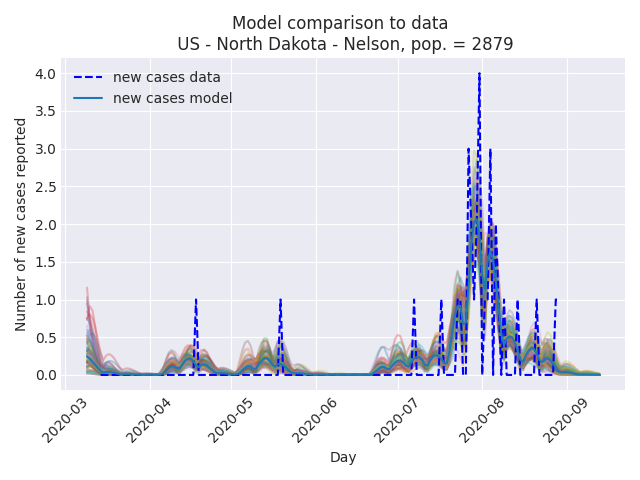 Model comparison to data
US - North Dakota - Nelson, pop. = 2879
new cases data
new cases model
Number of new cases reported
4.0
3.5
3.0
2.5
2.0
1.5
1.0
0.5
0.0
2020-03
2020-04
2020-05
2020-06
2020-07
2020-08
2020-09
Day